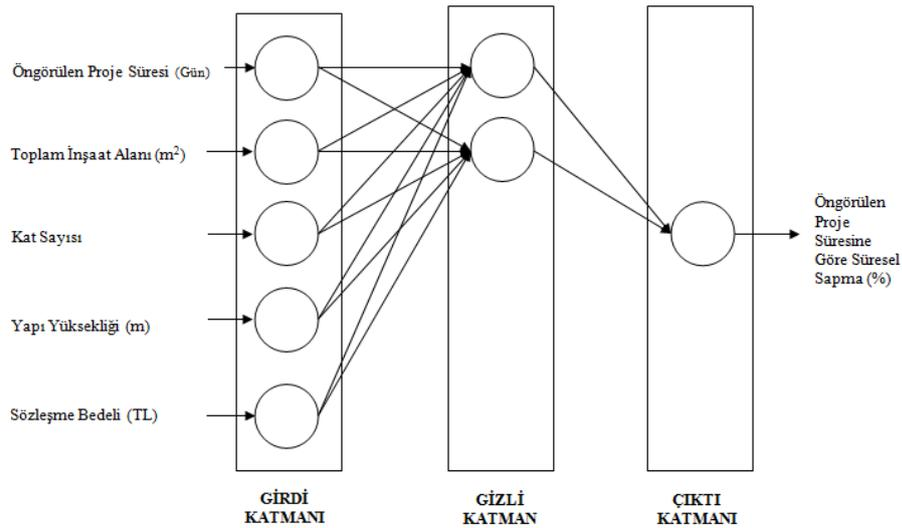 Öngörülen Proje Süresi (Gün)
Toplam İnşaat Alanı (m²)
Kat Sayısı
Yapı Yüksekliği (m)
Sözleşme Bedeli (TL)
Öngörülen
Proje
Süresine
Göre Süresel
Sapma (%)
GİRDİ
KATMANI
GİZLİ
KATMAN
ÇIKTI
KATMANI